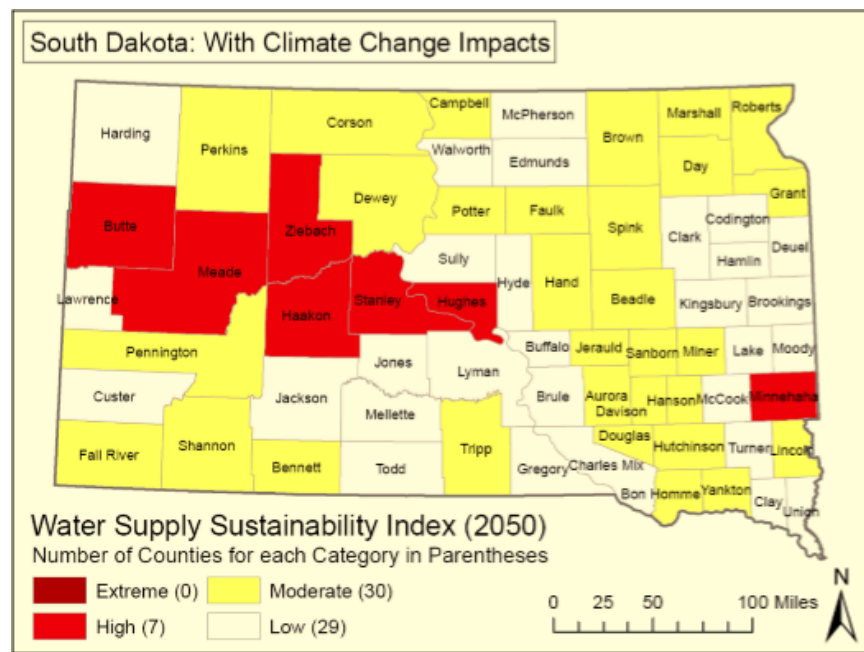 South Dakota: With Climate Change Impacts
Campbell
McPherson
Marshall
Roberts
Harding
Corson
Perkins
Brown
Walworth
Edmunds
Day
Dewey
Grant
Butte
Ziebach
Potter
Faulk
Spink
Codington
Clark
Deuel
Meade
Sully
Hamlin
Hyde
Hand
Lawrence
Haakon
Stanley
Hughes
Beadle
Kingsbury
Brookings
Pennington
Buffalo
Jerauld
Sanborn
Miner
Lake
Moody
Jones
Lyman
Custer
Jackson
Brule
Aurora
Hanson
McCook
Minnehaha
Davison
Mellette
Fall River
Shannon
Bennett
Todd
Tripp
Gregory
Douglas
Hutchinson
Turner
Lincoln
Charles Mix
Bon Homme
Yankton
Clay
Union
Water Supply Sustainability Index (2050)
Number of Counties for each Category in Parentheses
Extreme (0)
Moderate (30)
High (7)
Low (29)
0 25 50 100 Miles
N